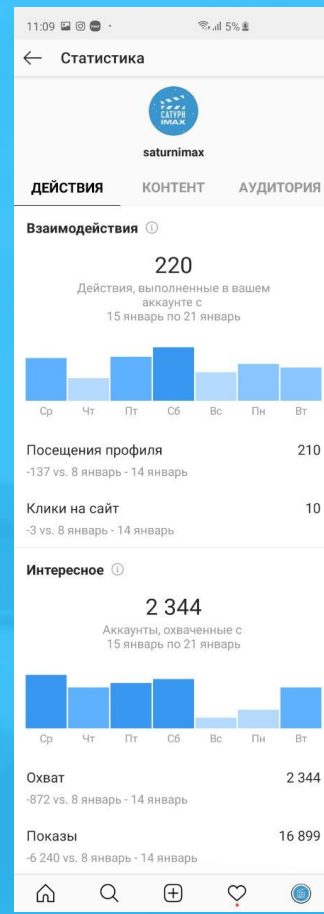 11:09
5%
Статистика
САТУРН
IMAX
saturnimax
ДЕЙСТВИЯ КОНТЕНТ АУДИТОРИЯ
Взаимодействия
220
Действия, выполненные в вашем
аккаунте с
15 январь по 21 январь
Ср Чт Пт Сб Вс Пн Вт
Посещения профиля 210
-137 vs. 8 январь - 14 январь
Клики на сайт 10
-3 vs. 8 январь - 14 январь
Интересное
2 344
Аккаунты, охваченные с
15 январь по 21 январь
Ср Чт Пт Сб Вс Пн Вт
Охват 2 344
-872 vs. 8 январь - 14 январь
Показы 16 899
-6 240 vs. 8 январь - 14 январь